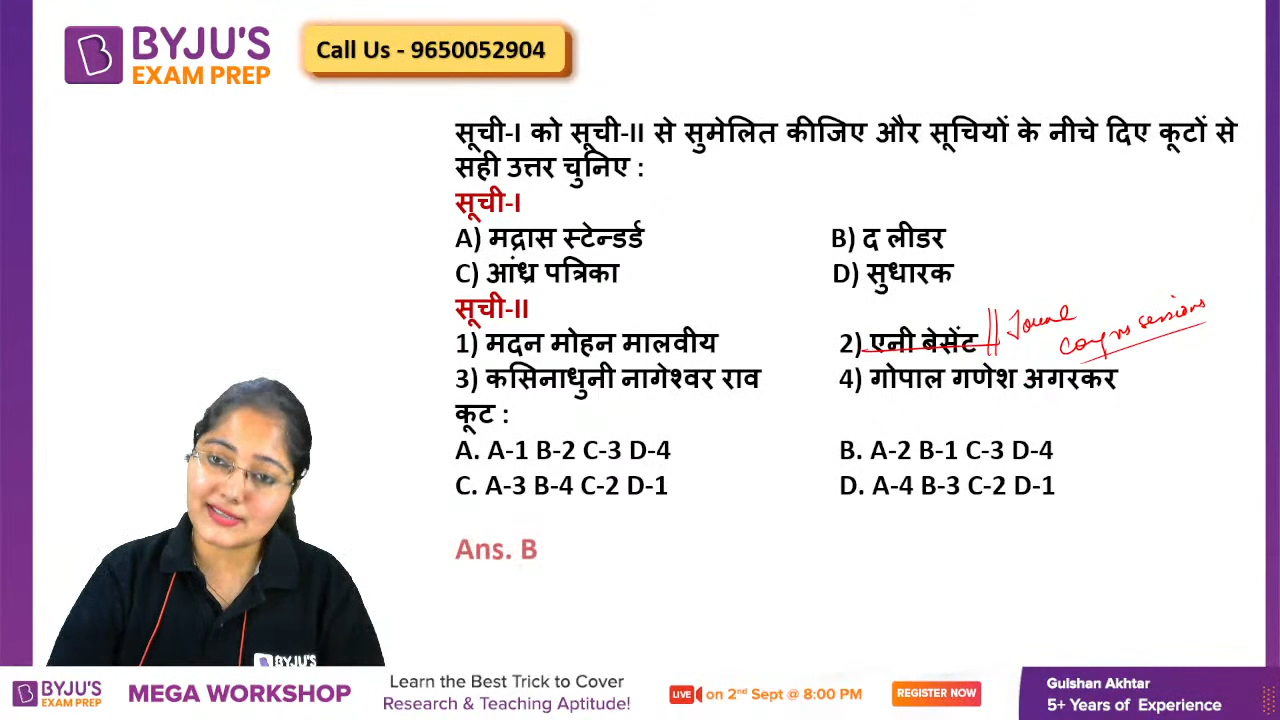 BYJU'S
EXAM PREP
Call Us - 9650052904
सूची-I को सूची-II से सुमेलित कीजिए और सूचियों के नीचे दिए कूटों से
सही उत्तर चुनिए :
सूची-I
A) मद्रास स्टेन्डर्ड B) द लीडर
C) आंध्र पत्रिका D) सुधारक
सूची-II
1) मदन मोहन मालवीय 2) एनी बेसेंट
sessions
3) कसिनाधुनी नागेश्वर राव 4) गोपाल गणेश अगरकर
कूट :
A. A-1 B-2 C-3 D-4 B. A-2 B-1 C-3 D-4
C. A-3 B-4 C-2 D-1 D. A-4 B-3 C-2 D-1
Ans. B
BYJU'S
BYJU'S
EXAM PREP
MEGA WORKSHOP
Learn the Best Trick to Cover
Research & Teaching Aptitude!
LIVE on 2nd Sept @ 8:00 PM
REGISTER NOW
Gulshan Akhtar
5+ Years of Experience